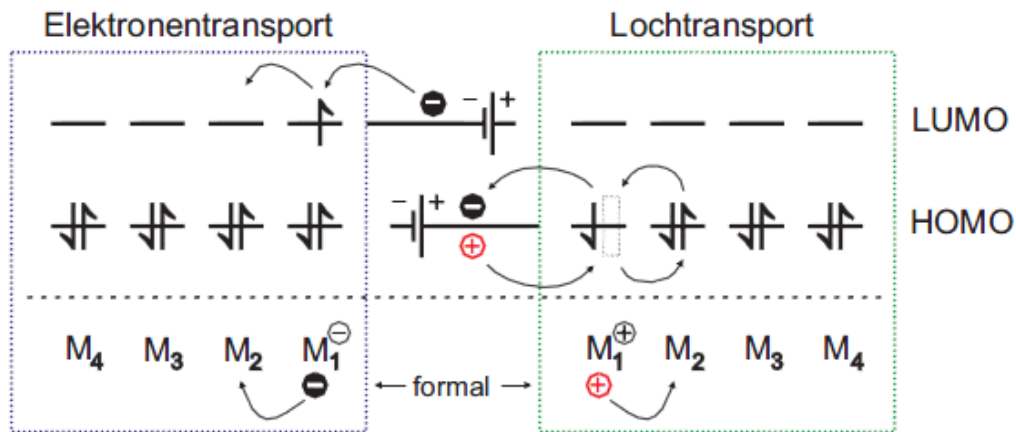 Elektronentransport Lochtransport
− − + LUMO
− + − HOMO
+
M₄ M₃ M₂ M₁⊖ M₁⊕ M₂ M₃ M₄
− formal +